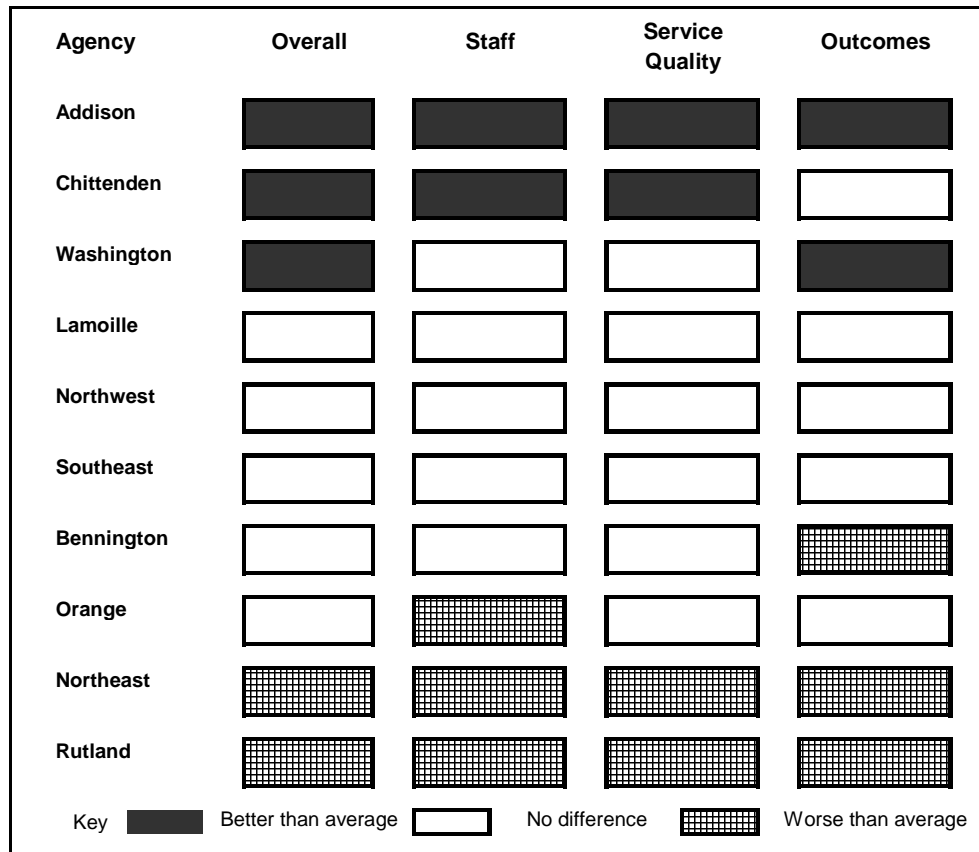 Agency Overall Staff Service Quality Outcomes
Addison
Chittenden
Washington
Lamoille
Northwest
Southeast
Bennington
Orange
Northeast
Rutland
Key Better than average No difference Worse than average